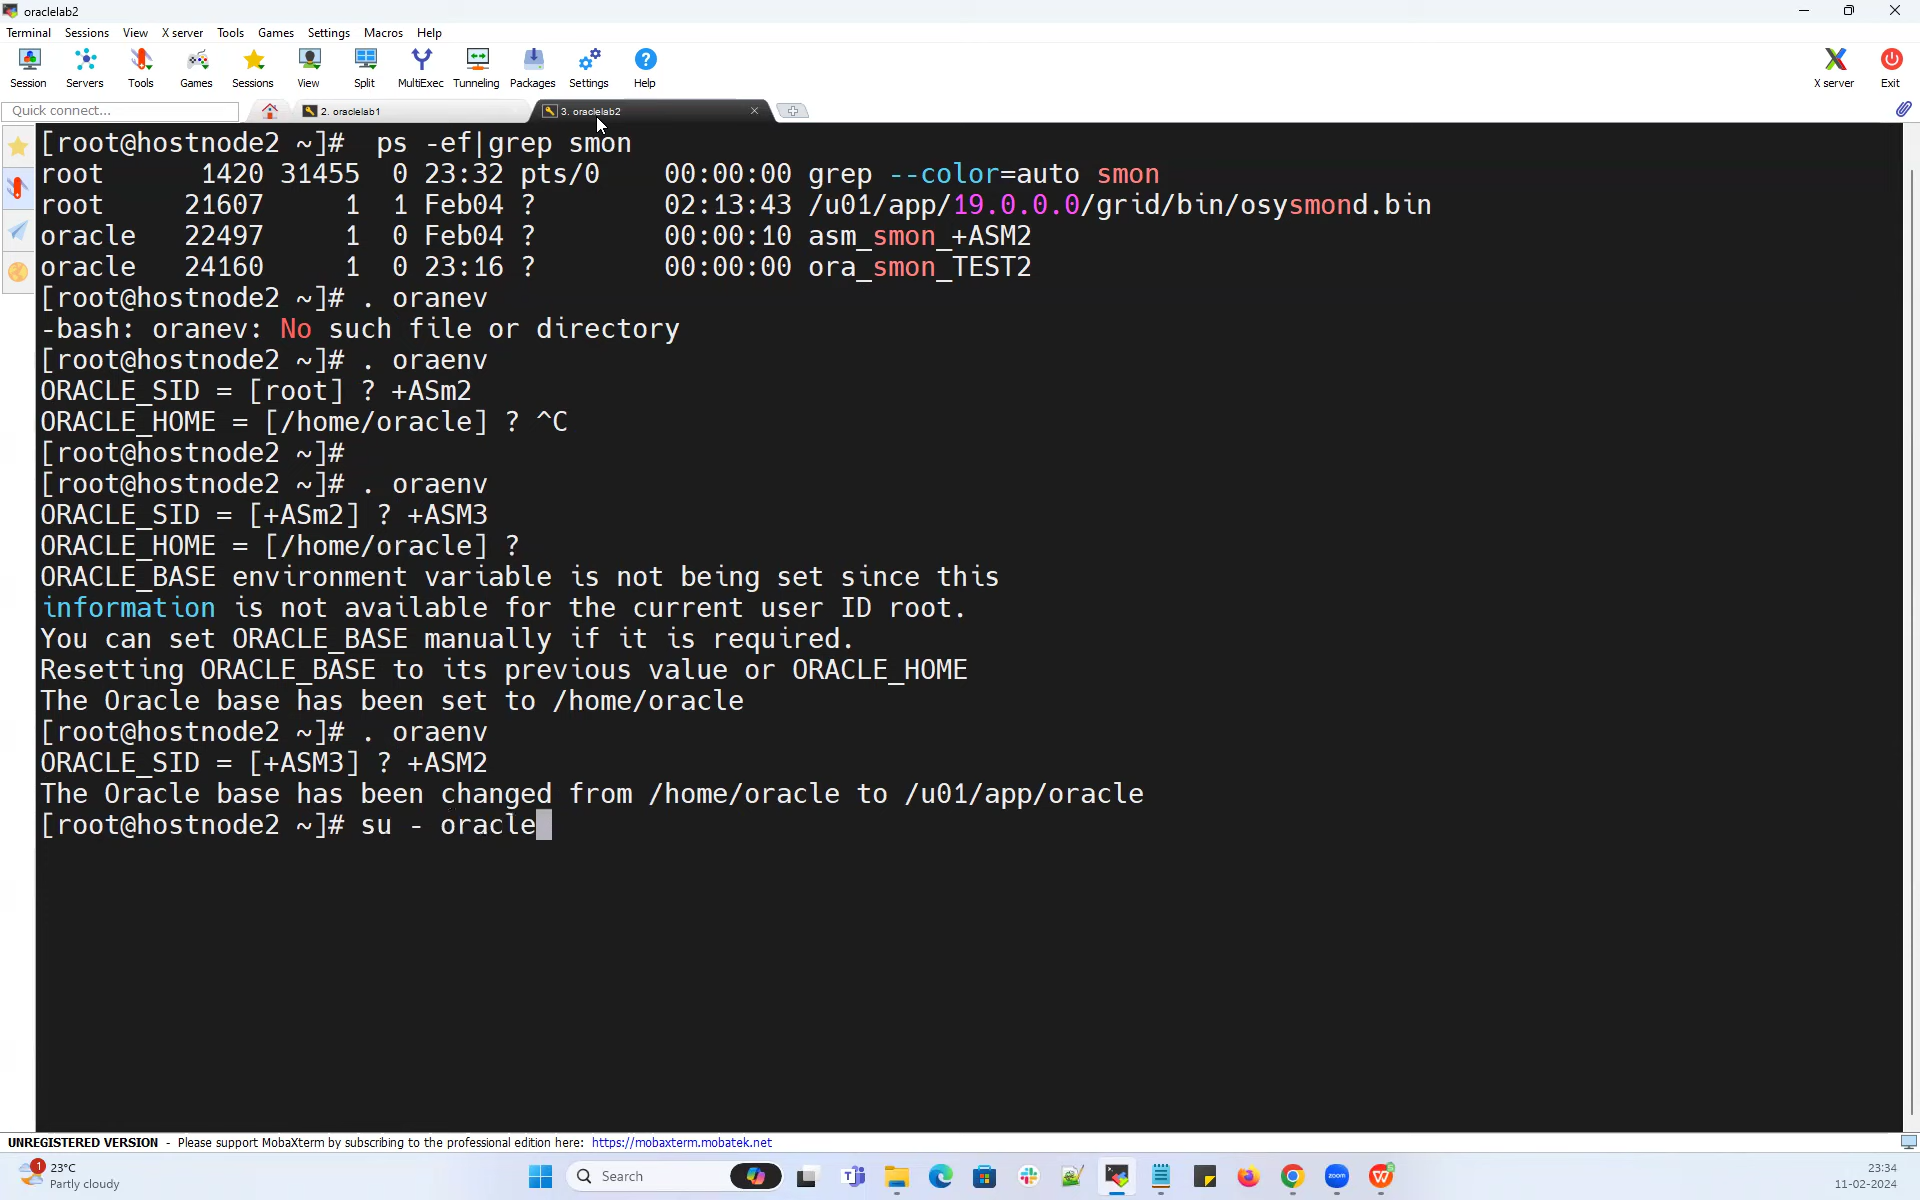 oraclelab2
Terminal Sessions View X server Tools Games Settings Macros Help
Session Servers Tools Games Sessions View Split MultiExec Tunneling Packages Settings Help X server Exit
Quick connect... 2. oraclelab1 3. oraclelab2
[root@hostnode2 ~]#  ps -ef|grep smon
root      1420 31455  0 23:32 pts/0    00:00:00 grep --color=auto smon
root     21607     1  1 Feb04 ?        02:13:43 /u01/app/19.0.0.0/grid/bin/osysmond.bin
oracle   22497     1  0 Feb04 ?        00:00:10 asm_smon_+ASM2
oracle   24160     1  0 23:16 ?        00:00:00 ora_smon_TEST2
[root@hostnode2 ~]# . oranev
-bash: oranev: No such file or directory
[root@hostnode2 ~]# . oraenv
ORACLE_SID = [root] ? +ASm2
ORACLE_HOME = [/home/oracle] ? ^C
[root@hostnode2 ~]#
[root@hostnode2 ~]# . oraenv
ORACLE_SID = [+ASm2] ? +ASM3
ORACLE_HOME = [/home/oracle] ?
ORACLE_BASE environment variable is not being set since this
information is not available for the current user ID root.
You can set ORACLE_BASE manually if it is required.
Resetting ORACLE_BASE to its previous value or ORACLE_HOME
The Oracle base has been set to /home/oracle
[root@hostnode2 ~]# . oraenv
ORACLE_SID = [+ASM3] ? +ASM2
The Oracle base has been changed from /home/oracle to /u01/app/oracle
[root@hostnode2 ~]# su - oracle
UNREGISTERED VERSION - Please support MobaXterm by subscribing to the professional edition here: https://mobaxterm.mobatek.net
1 23°C Search zoom 23:34
Partly cloudy 11-02-2024